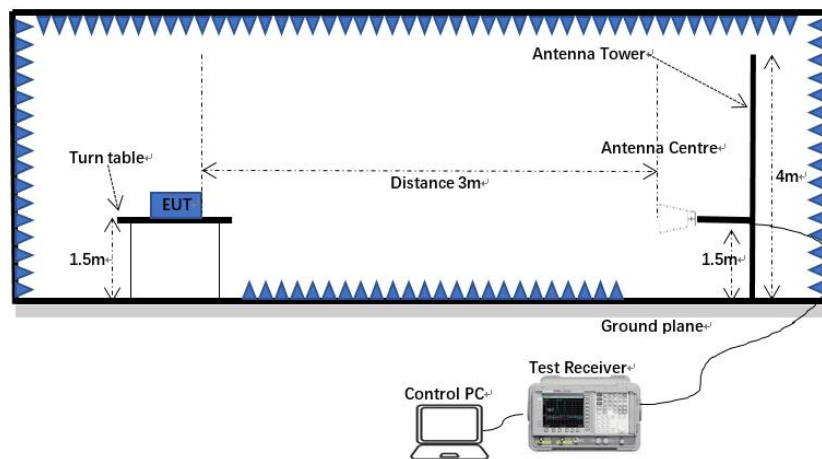 Antenna Tower
Antenna Centre
Turn table
Distance 3m
4m
EUT
1.5m
1.5m
Ground plane
Test Receiver
Control PC